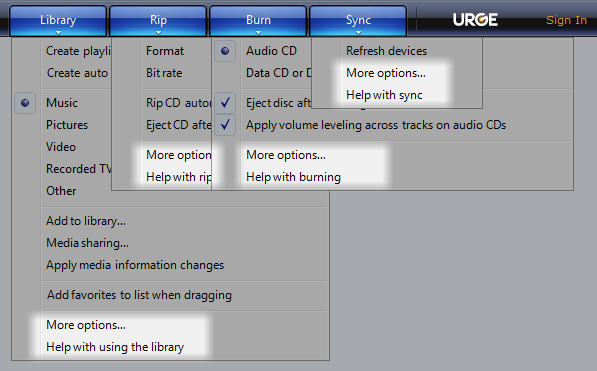 Library Rip Burn Sync URGE Sign In
Create playli Format Audio CD Refresh devices
Create auto Bit rate Data CD or D More options...
Help with sync
Music Rip CD auton Eject disc afte
Pictures Eject CD afte Apply volume leveling across tracks on audio CDs
Video More option More options...
Recorded TV Help with rip Help with burning
Other
Add to library...
Media sharing...
Apply media information changes
Add favorites to list when dragging
More options...
Help with using the library